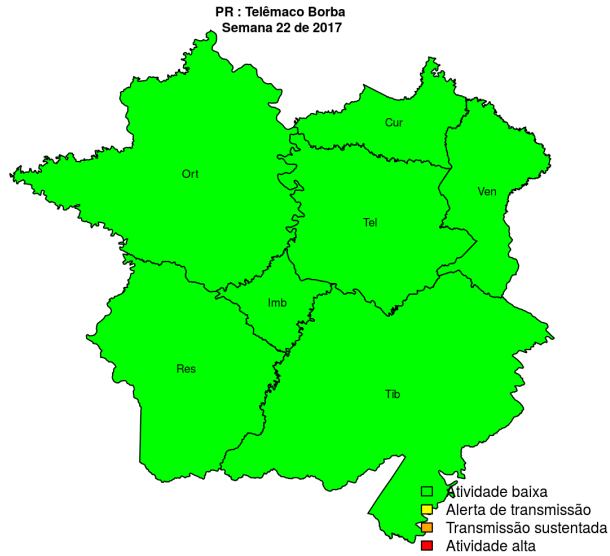 PR : Telêmaco Borba
Semana 22 de 2017
Cur
Ort
Ven
Tel
Imb
Res
Tib
Atividade baixa
Alerta de transmissão
Transmissão sustentada
Atividade alta